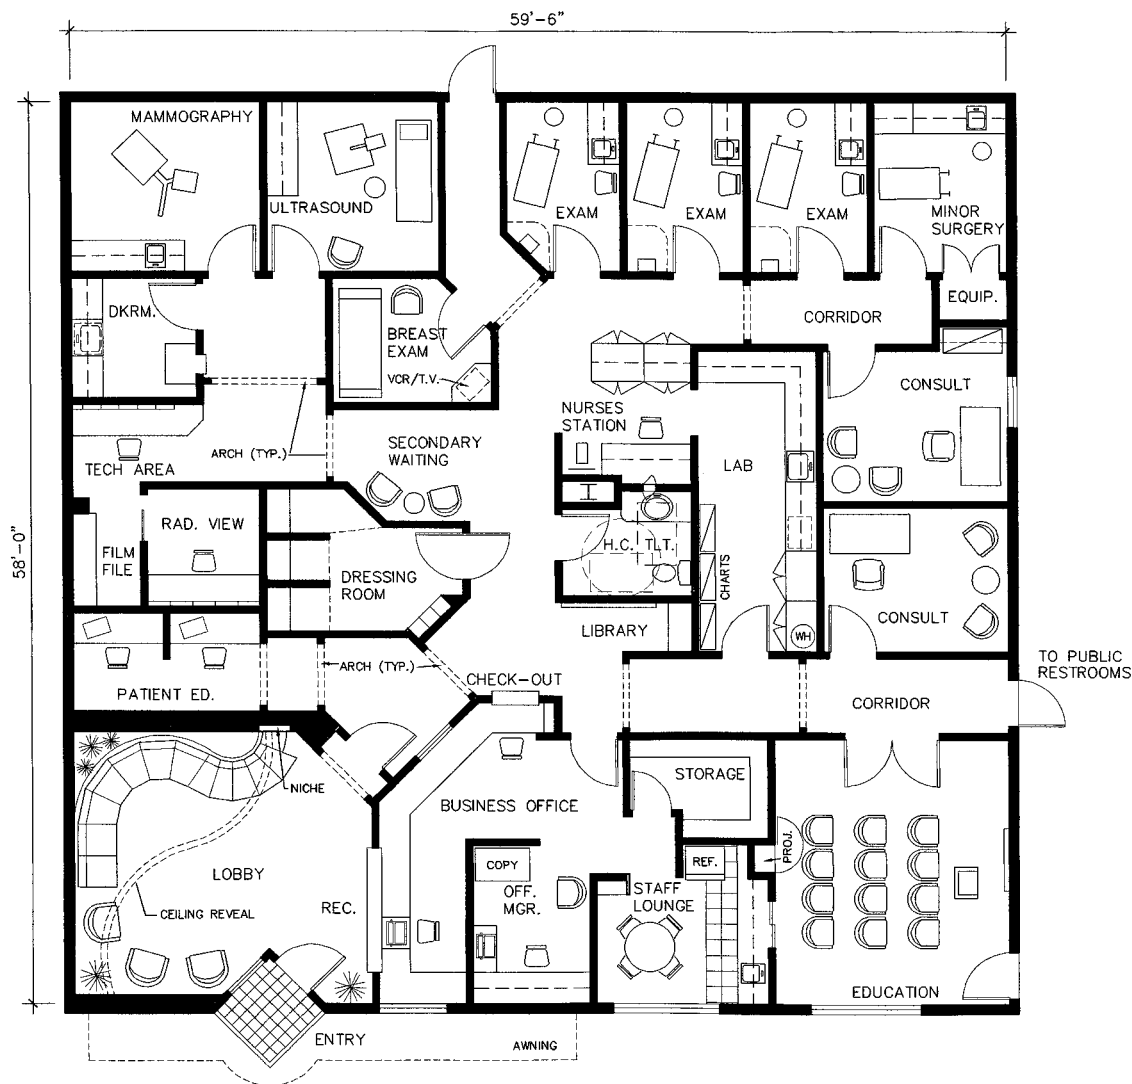 59'-6"
MAMMOGRAPHY
ULTRASOUND
EXAM
EXAM
EXAM
MINOR
SURGERY
DKRM.
BREAST
EXAM
VCR/T.V.
CORRIDOR
EQUIP.
CONSULT
NURSES
STATION
ARCH (TYP.)
SECONDARY
WAITING
TECH AREA
LAB
58'-0"
RAD. VIEW
FILM
FILE
H.C. TLT.
CHARTS
DRESSING
ROOM
LIBRARY
WH
CONSULT
ARCH (TYP.)
CHECK-OUT
PATIENT ED.
CORRIDOR
TO PUBLIC
RESTROOMS
NICHE
STORAGE
BUSINESS OFFICE
PROJ.
COPY
REF.
LOBBY
OFF.
MGR.
STAFF
LOUNGE
REC.
CEILING REVEAL
EDUCATION
ENTRY
AWNING